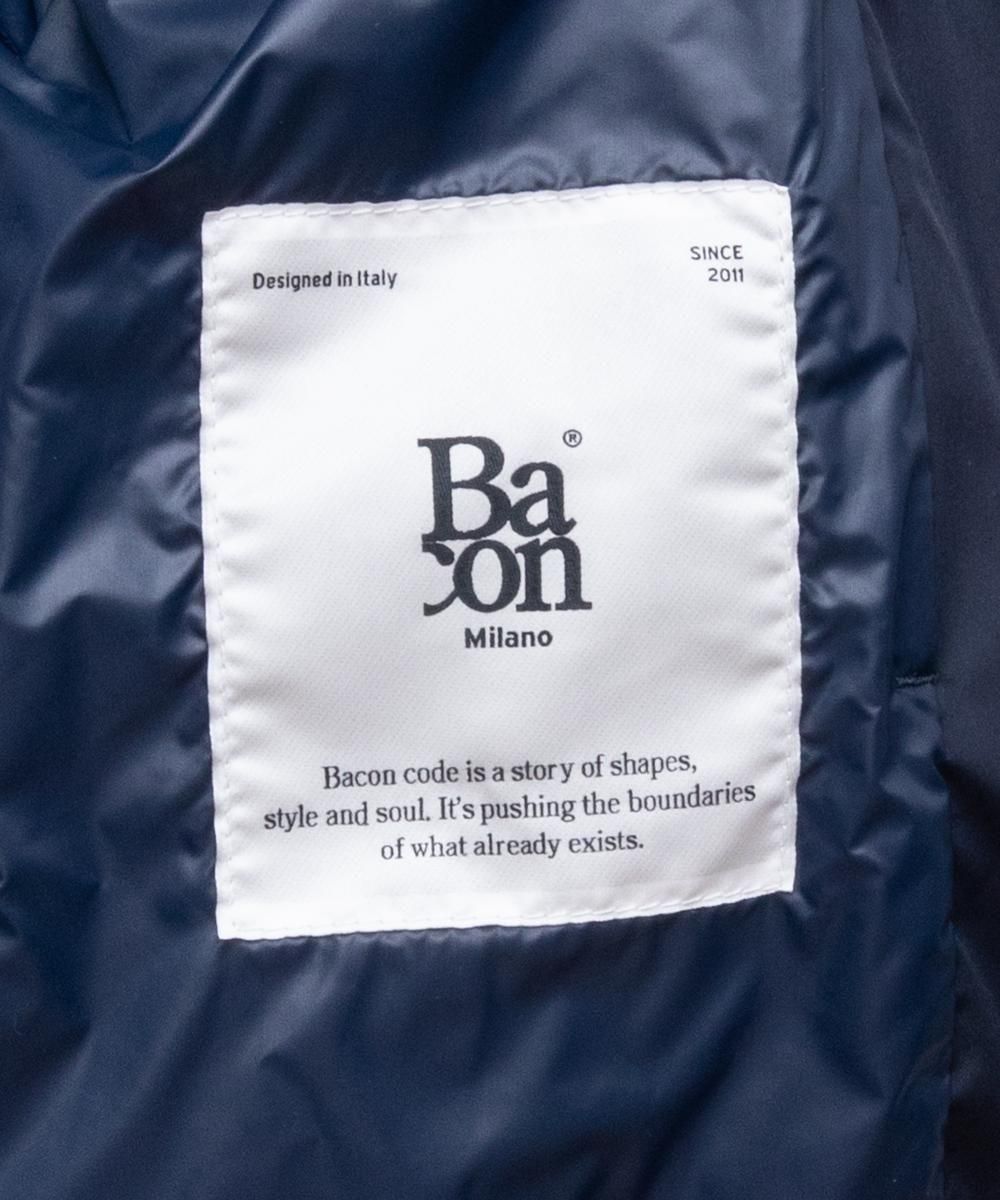 Designed in Italy
SINCE
2011
Ba®
con
Milano
Bacon code is a story of shapes,
style and soul. It's pushing the boundaries
of what already exists.